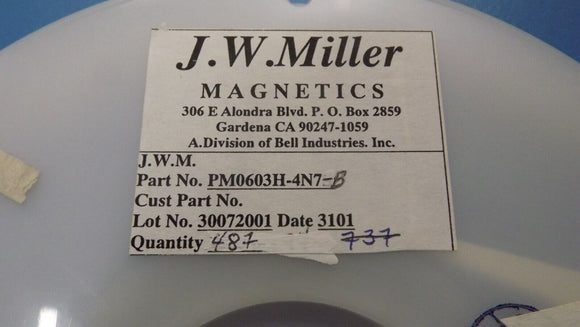 J.W.Miller
MAGNETICS
306 E Alondra Blvd. P. O. Box 2859
Gardena CA 90247-1059
A.Division of Bell Industries. Inc.
J.W.M.
Part No. PM0603H-4N7-B
Cust Part No.
Lot No. 30072001 Date 3101
Quantity 487 737